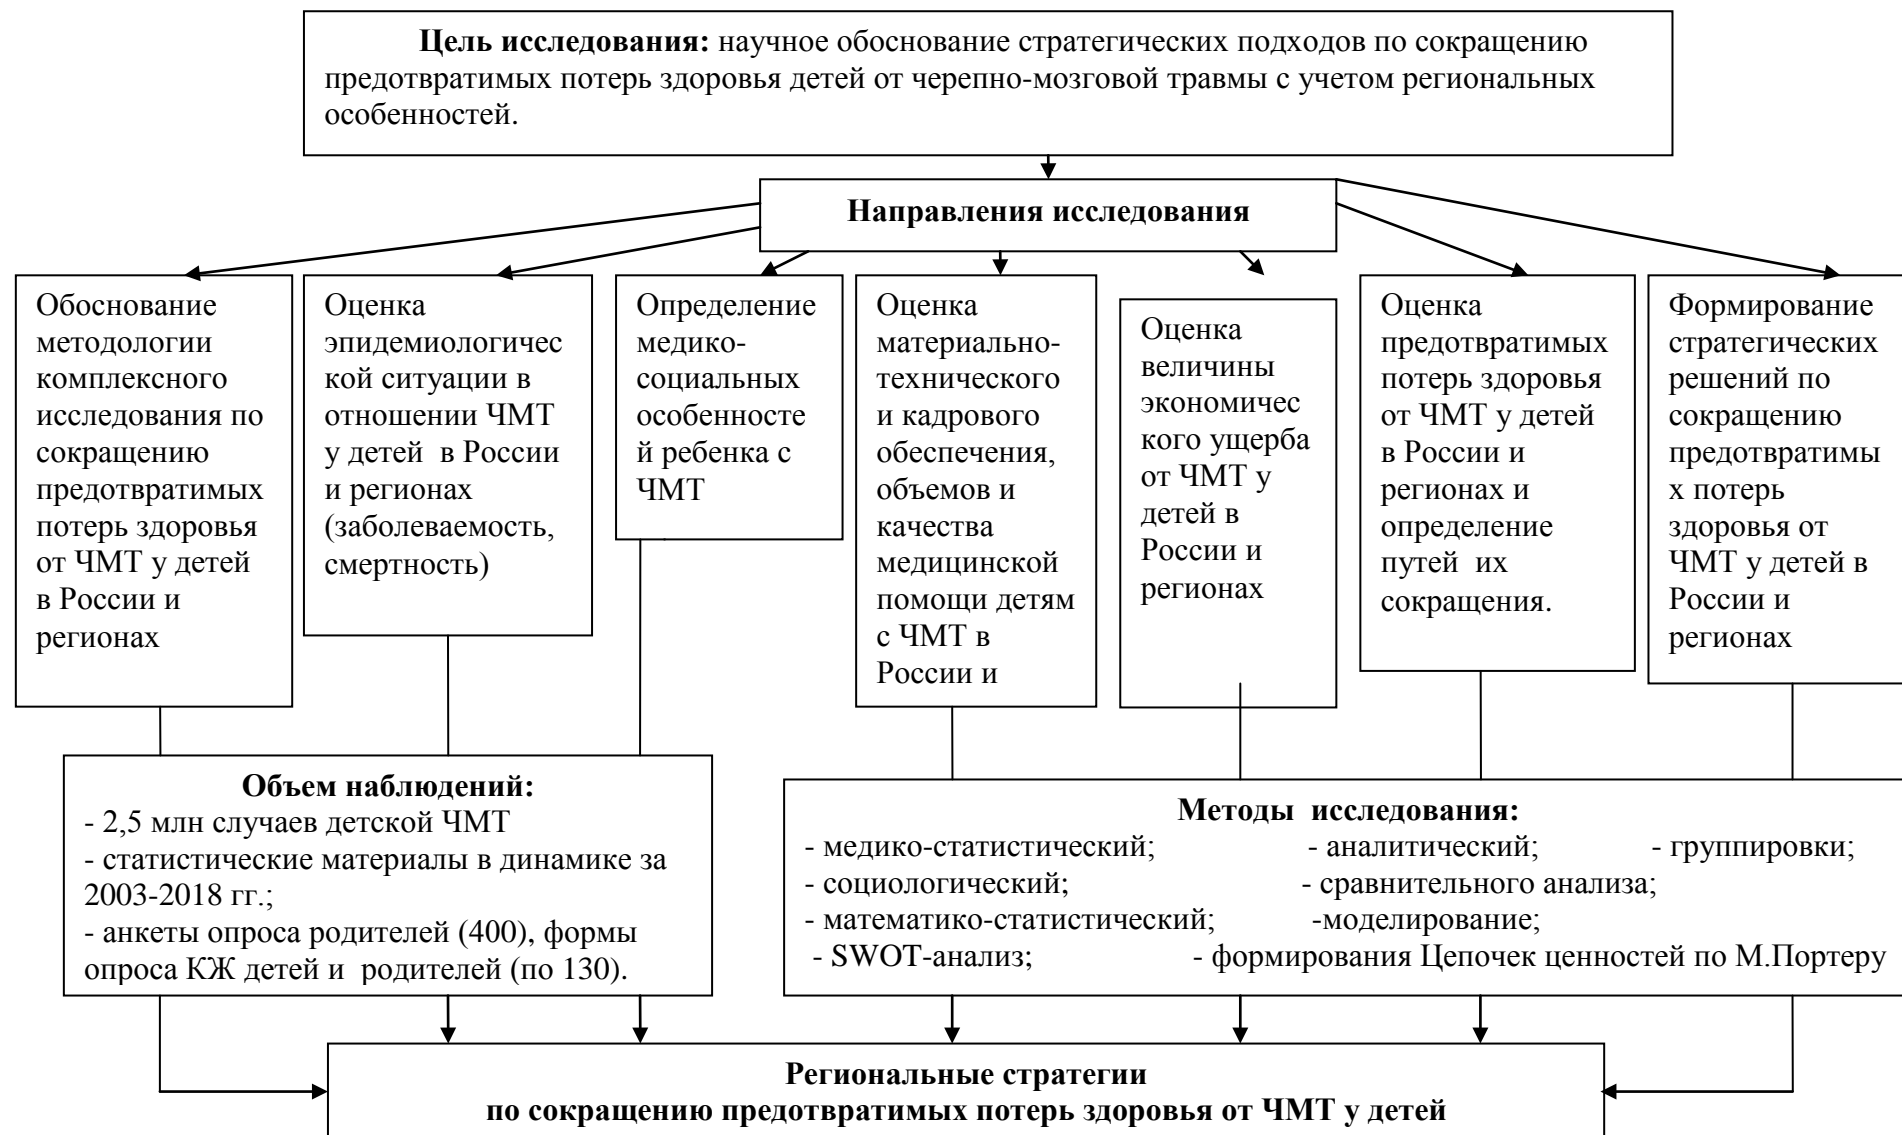 Цель исследования: научное обоснование стратегических подходов по сокращению
предотвратимых потерь здоровья детей от черепно-мозговой травмы с учетом региональных
особенностей.
Направления исследования
Обоснование
методологии
комплексного
исследования по
сокращению
предотвратимых
потерь здоровья
от ЧМТ у детей
в России и
регионах
Оценка
эпидемиологичес
кой ситуации в
отношении ЧМТ
у детей в России
и регионах
(заболеваемость,
смертность)
Определение
медико-
социальных
особенносте
й ребенка с
ЧМТ
Оценка
материально-
технического
и кадрового
обеспечения,
объемов и
качества
медицинской
помощи детям
с ЧМТ в
России и
Оценка
величины
экономичес
кого ущерба
от ЧМТ у
детей в
России и
регионах
Оценка
предотвратимых
потерь здоровья
от ЧМТ у детей
в России и
регионах и
определение
путей их
сокращения.
Формирование
стратегических
решений по
сокращению
предотвратимы
х потерь
здоровья от
ЧМТ у детей в
России и
регионах
Объем наблюдений:
- 2,5 млн случаев детской ЧМТ
- статистические материалы в динамике за
2003-2018 гг.;
- анкеты опроса родителей (400), формы
опроса КЖ детей и родителей (по 130).
Методы исследования:
- медико-статистический; - аналитический; - группировки;
- социологический; - сравнительного анализа;
- математико-статистический; -моделирование;
- SWOT-анализ; - формирования Цепочек ценностей по М.Портеру
Региональные стратегии
по сокращению предотвратимых потерь здоровья от ЧМТ у детей